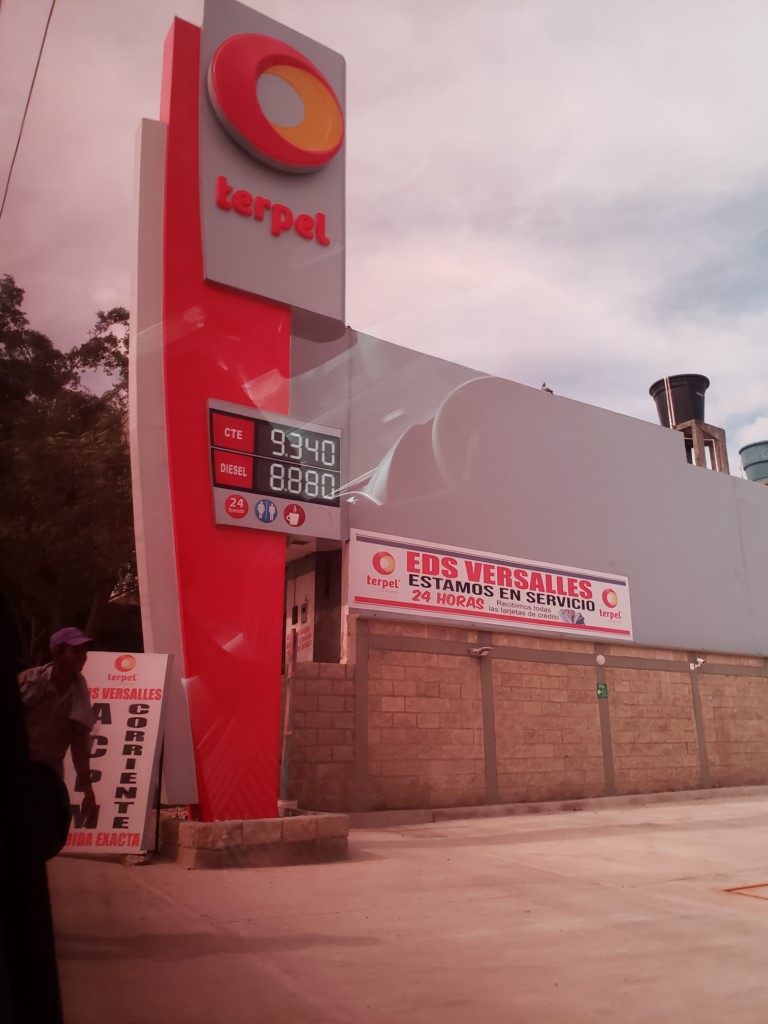 terpel
CTE 9.340
DIESEL 8.880
24
horas
terpel
EDS VERSALLES
ESTAMOS EN SERVICIO
24 HORAS
Recibimos todas
las tarjetas de crédito
terpel
terpel
VERSALLES
CORRIENTE
EXACTA